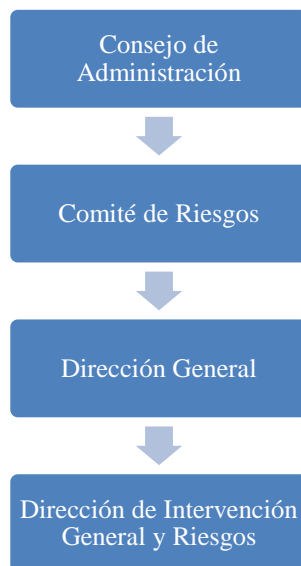 Consejo de
Administración
Comité de Riesgos
Dirección General
Dirección de Intervención
General y Riesgos